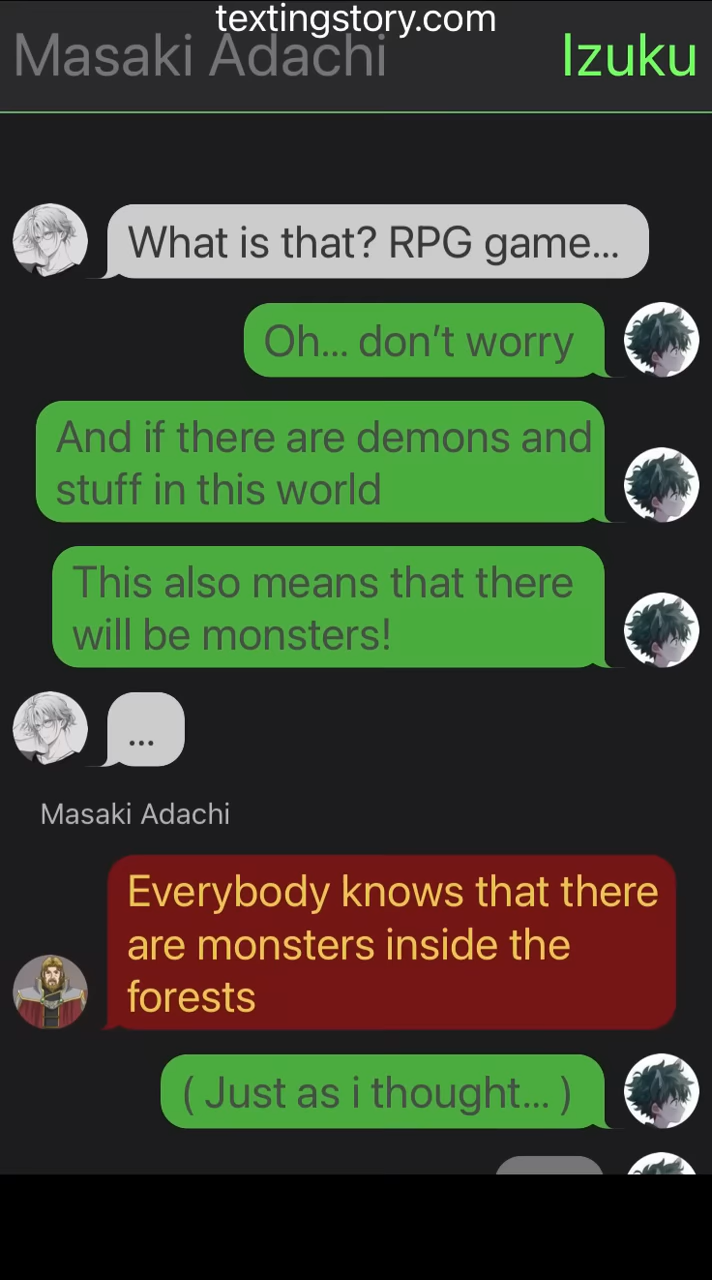 textingstory.com
Masaki Adachi
Izuku
What is that? RPG game...
Oh... don’t worry
And if there are demons and
stuff in this world
This also means that there
will be monsters!
...
Masaki Adachi
Everybody knows that there
are monsters inside the
forests
( Just as i thought... )